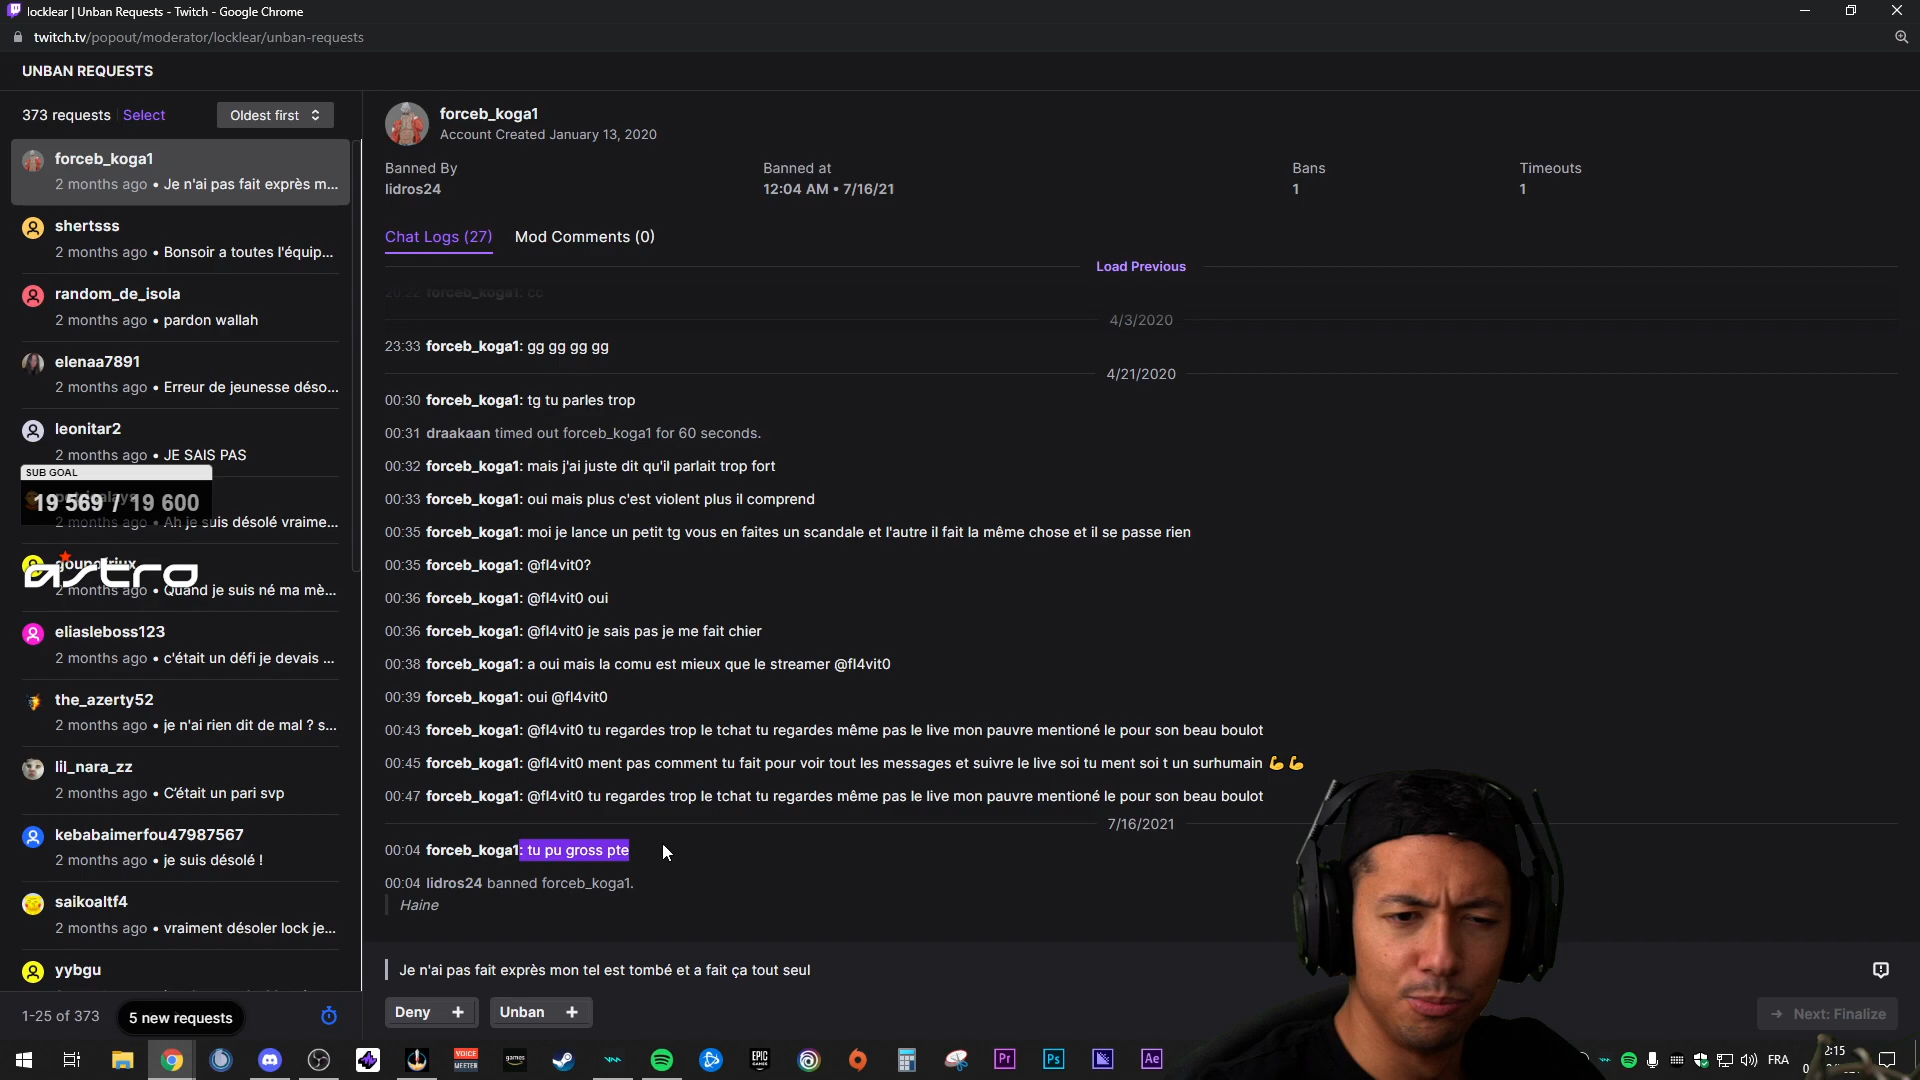 locklear | Unban Requests - Twitch - Google Chrome
twitch.tv/popout/moderator/locklear/unban-requests
UNBAN REQUESTS
373 requests Select
Oldest first
forceb_koga1
2 months ago • Je n'ai pas fait exprès m...
shertsss
2 months ago • Bonsoir a toutes l'équip...
random_de_isola
2 months ago • pardon wallah
elenaa7891
2 months ago • Erreur de jeunesse déso...
leonitar2
2 months ago • JE SAIS PAS
SUB GOAL
19 569 / 19 600
2 months ago • Ah je suis désolé vraime...
astro
2 months ago • Quand je suis né ma mè...
eliasleboss123
2 months ago • c'était un défi je devais ...
the_azerty52
2 months ago • je n'ai rien dit de mal ? s...
lil_nara_zz
2 months ago • C'était un pari svp
kebabaimerfou47987567
2 months ago • je suis désolé !
saikoaltf4
2 months ago • vraiment désoler lock je...
yybgu
1-25 of 373
5 new requests
forceb_koga1
Account Created January 13, 2020
Banned By
lidros24
Banned at
12:04 AM • 7/16/21
Bans
1
Timeouts
1
Chat Logs (27)
Mod Comments (0)
Load Previous
20:22 forceb_koga1: cc
4/3/2020
23:33 forceb_koga1: gg gg gg gg
4/21/2020
00:30 forceb_koga1: tg tu parles trop
00:31 draakaan timed out forceb_koga1 for 60 seconds.
00:32 forceb_koga1: mais j'ai juste dit qu'il parlait trop fort
00:33 forceb_koga1: oui mais plus c'est violent plus il comprend
00:35 forceb_koga1: moi je lance un petit tg vous en faites un scandale et l'autre il fait la même chose et il se passe rien
00:35 forceb_koga1: @fl4vit0?
00:36 forceb_koga1: @fl4vit0 oui
00:36 forceb_koga1: @fl4vit0 je sais pas je me fait chier
00:38 forceb_koga1: a oui mais la comu est mieux que le streamer @fl4vit0
00:39 forceb_koga1: oui @fl4vit0
00:43 forceb_koga1: @fl4vit0 tu regardes trop le tchat tu regardes même pas le live mon pauvre mentioné le pour son beau boulot
00:45 forceb_koga1: @fl4vit0 ment pas comment tu fait pour voir tout les messages et suivre le live soi tu ment soi t un surhumain 💪 💪
00:47 forceb_koga1: @fl4vit0 tu regardes trop le tchat tu regardes même pas le live mon pauvre mentioné le pour son beau boulot
7/16/2021
00:04 forceb_koga1: tu pu gross pte
00:04 lidros24 banned forceb_koga1.
Haine
Je n'ai pas fait exprès mon tel est tombé et a fait ça tout seul
Deny +
Unban +
→ Next: Finalize
VOICE MEETER
games
EPIC GAMES
Pr
Ps
Ae
FRA
2:15